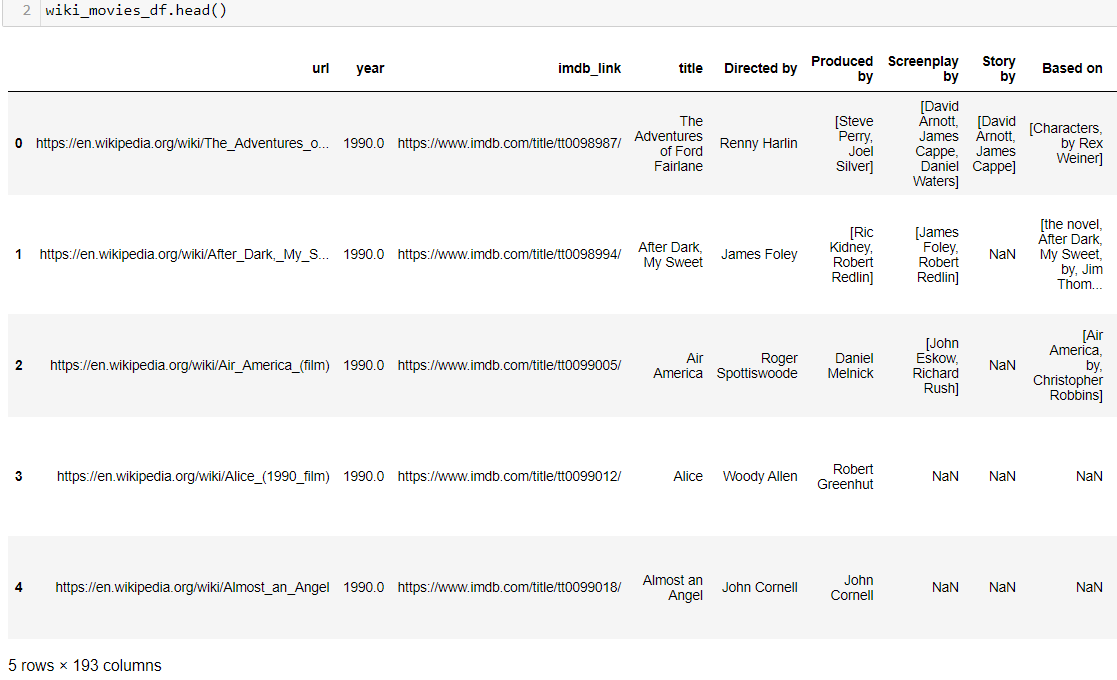 2 wiki_movies_df.head()
url year imdb_link title Directed by Produced by Screenplay by Story by Based on
0 https://en.wikipedia.org/wiki/The_Adventures_o... 1990.0 https://www.imdb.com/title/tt0098987/ The Adventures of Ford Fairlane Renny Harlin [Steve Perry, Joel Silver] [David Arnott, James Cappe, Daniel Waters] [David Arnott, James Cappe] [Characters, by Rex Weiner]
1 https://en.wikipedia.org/wiki/After_Dark,_My_S... 1990.0 https://www.imdb.com/title/tt0098994/ After Dark, My Sweet James Foley [Ric Kidney, Robert Redlin] [James Foley, Robert Redlin] NaN [the novel, After Dark, My Sweet, by, Jim Thom...
2 https://en.wikipedia.org/wiki/Air_America_(film) 1990.0 https://www.imdb.com/title/tt0099005/ Air America Roger Spottiswoode Daniel Melnick [John Eskow, Richard Rush] NaN [Air America, by, Christopher Robbins]
3 https://en.wikipedia.org/wiki/Alice_(1990_film) 1990.0 https://www.imdb.com/title/tt0099012/ Alice Woody Allen Robert Greenhut NaN NaN NaN
4 https://en.wikipedia.org/wiki/Almost_an_Angel 1990.0 https://www.imdb.com/title/tt0099018/ Almost an Angel John Cornell John Cornell NaN NaN NaN
5 rows × 193 columns